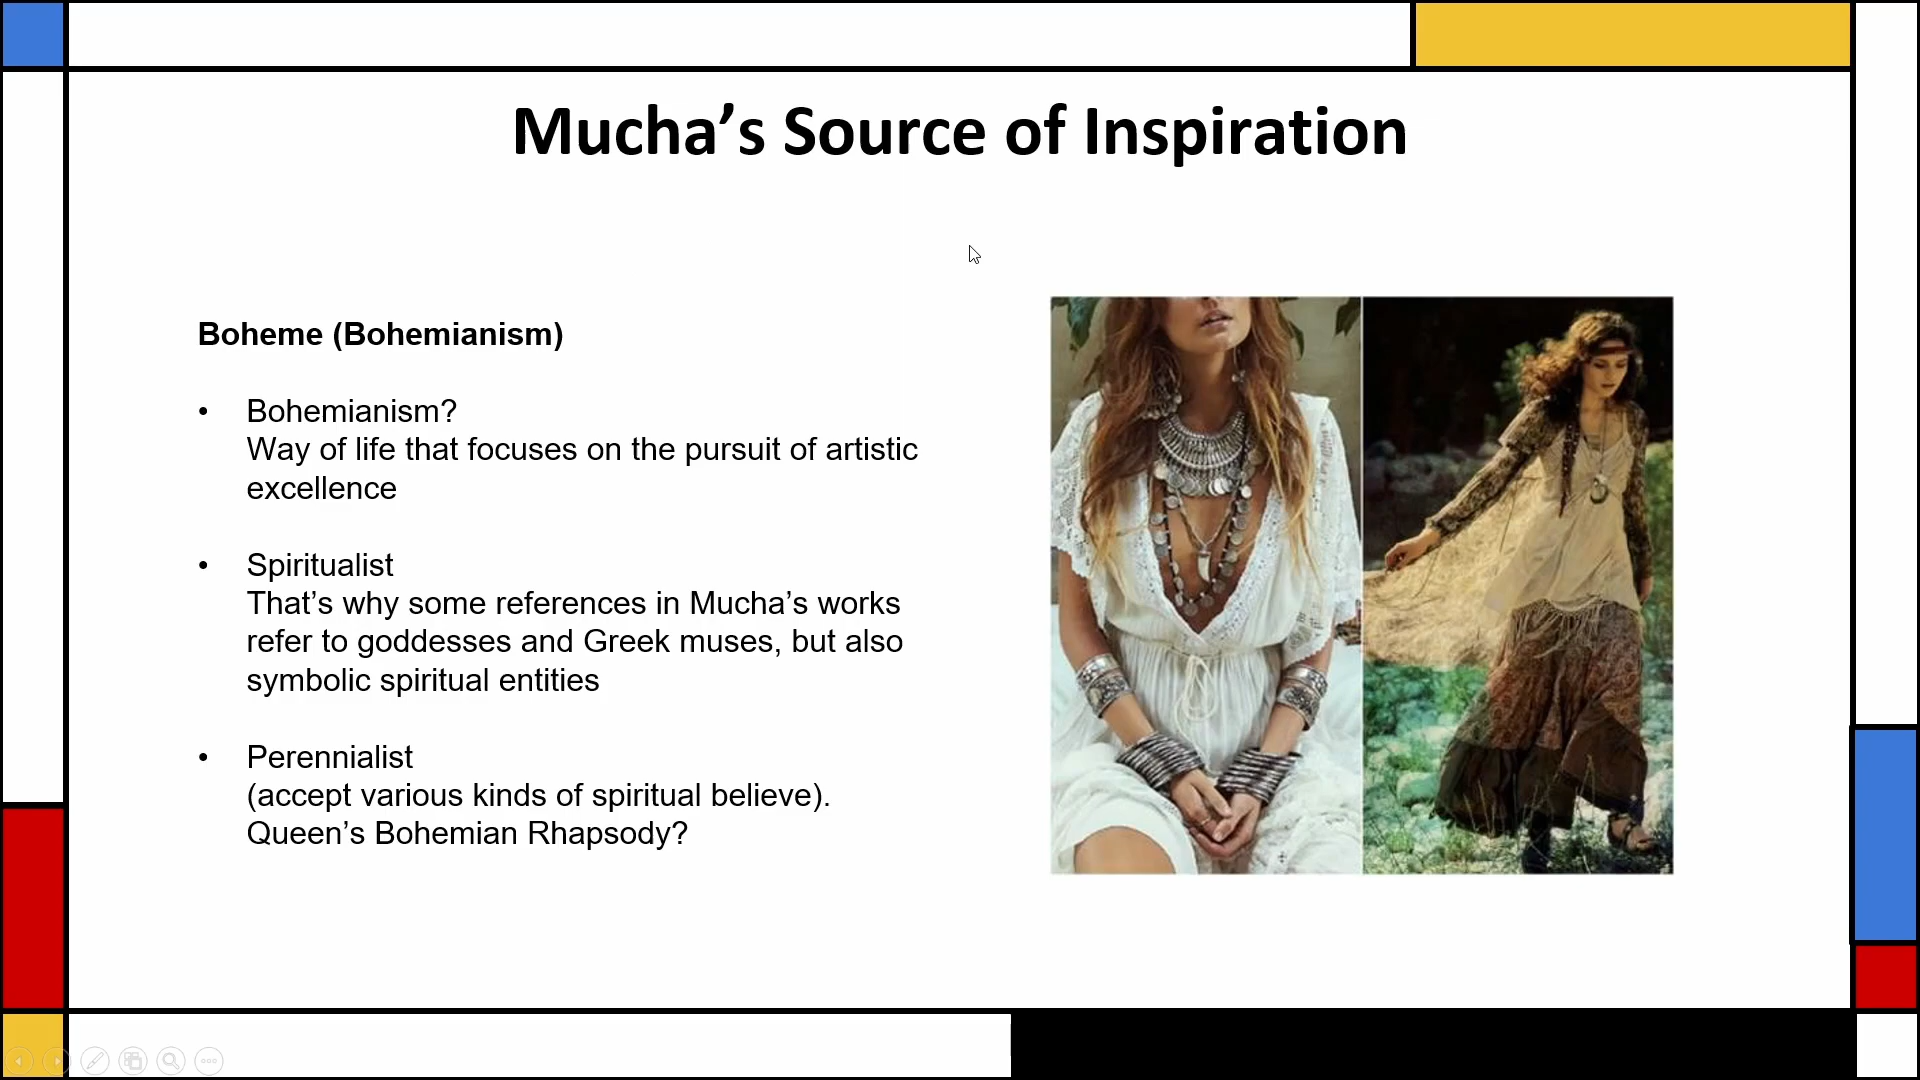 Mucha’s Source of Inspiration
Boheme (Bohemianism)
• Bohemianism?
Way of life that focuses on the pursuit of artistic
excellence
• Spiritualist
That’s why some references in Mucha’s works
refer to goddesses and Greek muses, but also
symbolic spiritual entities
• Perennialist
(accept various kinds of spiritual believe).
Queen’s Bohemian Rhapsody?